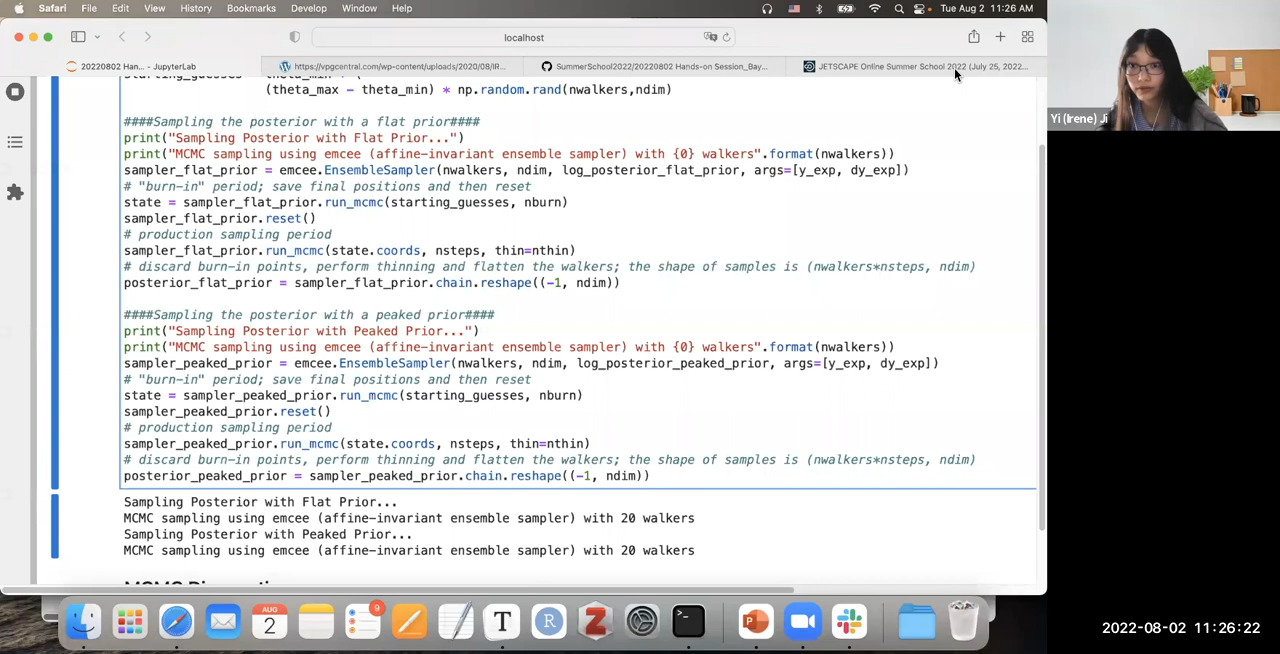 Safari File Edit View History Bookmarks Develop Window Help Tue Aug 2 11:26 AM
localhost
20220802 Han... - JupyterLab https://vpgcentral.com/wp-content/uploads/2020/08/IR... SummerSchool2022/20220802 Hands-on Session_Bay... JETSCAPE Online Summer School 2022 (July 25, 2022...
(theta_max - theta_min) * np.random.rand(nwalkers,ndim)
####Sampling the posterior with a flat prior####
print("Sampling Posterior with Flat Prior...")
print("MCMC sampling using emcee (affine-invariant ensemble sampler) with {0} walkers".format(nwalkers))
sampler_flat_prior = emcee.EnsembleSampler(nwalkers, ndim, log_posterior_flat_prior, args=[y_exp, dy_exp])
# "burn-in" period; save final positions and then reset
state = sampler_flat_prior.run_mcmc(starting_guesses, nburn)
sampler_flat_prior.reset()
# production sampling period
sampler_flat_prior.run_mcmc(state.coords, nsteps, thin=nthin)
# discard burn-in points, perform thinning and flatten the walkers; the shape of samples is (nwalkers*nsteps, ndim)
posterior_flat_prior = sampler_flat_prior.chain.reshape((-1, ndim))
####Sampling the posterior with a peaked prior####
print("Sampling Posterior with Peaked Prior...")
print("MCMC sampling using emcee (affine-invariant ensemble sampler) with {0} walkers".format(nwalkers))
sampler_peaked_prior = emcee.EnsembleSampler(nwalkers, ndim, log_posterior_peaked_prior, args=[y_exp, dy_exp])
# "burn-in" period; save final positions and then reset
state = sampler_peaked_prior.run_mcmc(starting_guesses, nburn)
sampler_peaked_prior.reset()
# production sampling period
sampler_peaked_prior.run_mcmc(state.coords, nsteps, thin=nthin)
# discard burn-in points, perform thinning and flatten the walkers; the shape of samples is (nwalkers*nsteps, ndim)
posterior_peaked_prior = sampler_peaked_prior.chain.reshape((-1, ndim))
Sampling Posterior with Flat Prior...
MCMC sampling using emcee (affine-invariant ensemble sampler) with 20 walkers
Sampling Posterior with Peaked Prior...
MCMC sampling using emcee (affine-invariant ensemble sampler) with 20 walkers
AUG
2
9
T
R
Z
Yi (Irene) Ji
2022-08-02 11:26:22